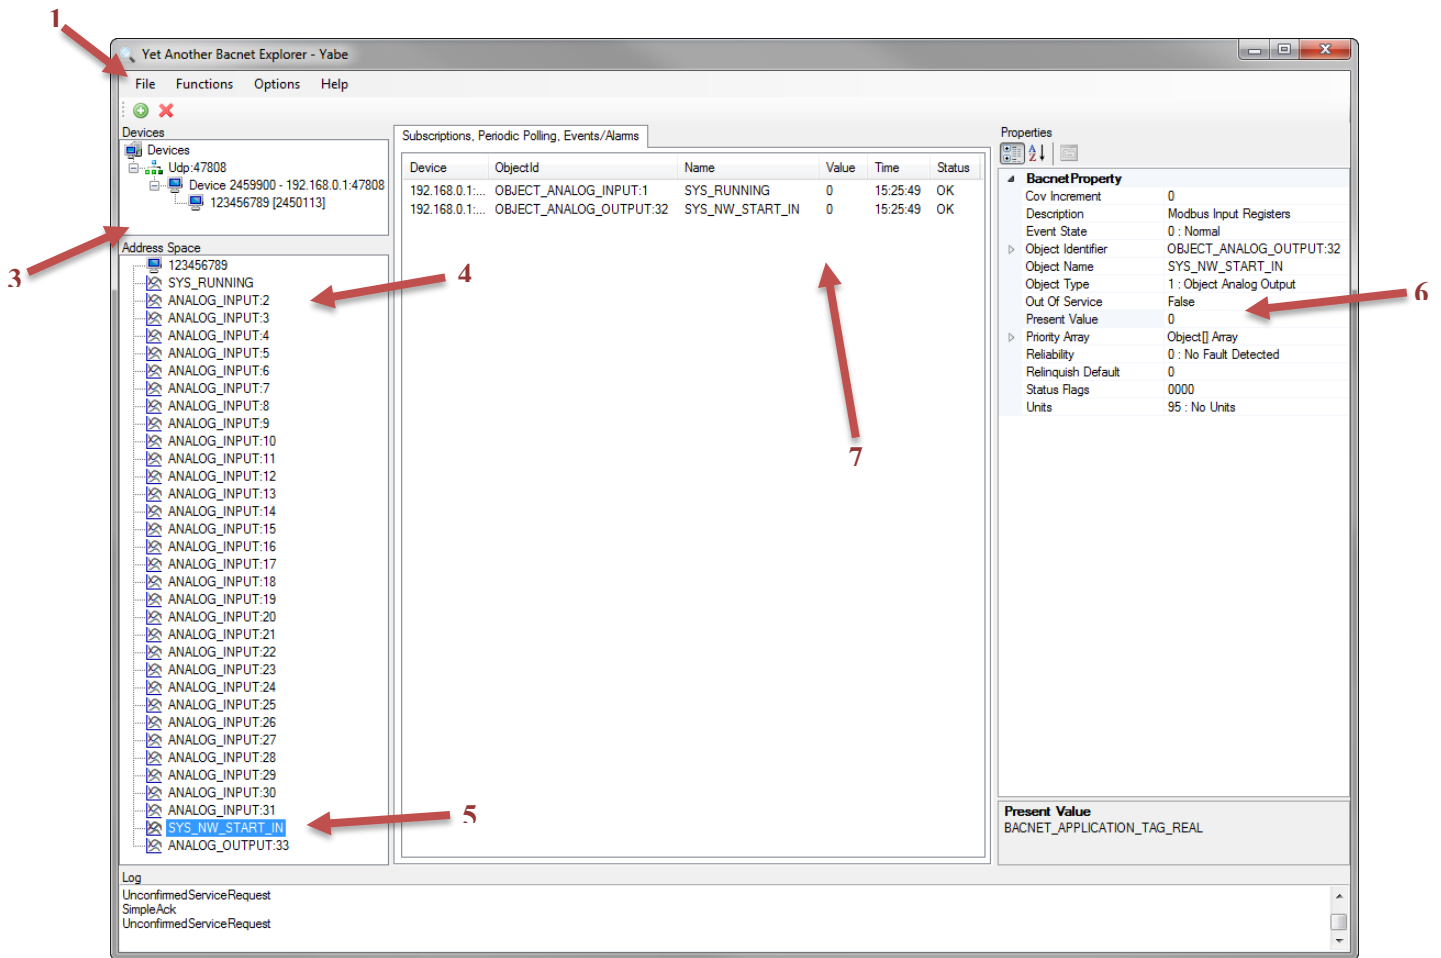 1
Yet Another Bacnet Explorer - Yabe
File Functions Options Help
Devices
Devices
Udp:47808
Device 2459900 - 192.168.0.1:47808
123456789 [2450113]
3
Address Space
123456789
SYS_RUNNING
ANALOG_INPUT:2
ANALOG_INPUT:3
ANALOG_INPUT:4
ANALOG_INPUT:5
ANALOG_INPUT:6
ANALOG_INPUT:7
ANALOG_INPUT:8
ANALOG_INPUT:9
ANALOG_INPUT:10
ANALOG_INPUT:11
ANALOG_INPUT:12
ANALOG_INPUT:13
ANALOG_INPUT:14
ANALOG_INPUT:15
ANALOG_INPUT:16
ANALOG_INPUT:17
ANALOG_INPUT:18
ANALOG_INPUT:19
ANALOG_INPUT:20
ANALOG_INPUT:21
ANALOG_INPUT:22
ANALOG_INPUT:23
ANALOG_INPUT:24
ANALOG_INPUT:25
ANALOG_INPUT:26
ANALOG_INPUT:27
ANALOG_INPUT:28
ANALOG_INPUT:29
ANALOG_INPUT:30
ANALOG_INPUT:31
SYS_NW_START_IN
ANALOG_OUTPUT:33
4
5
Subscriptions, Periodic Polling, Events/Alarms
Device ObjectId Name Value Time Status
192.168.0.1:... OBJECT_ANALOG_INPUT:1 SYS_RUNNING 0 15:25:49 OK
192.168.0.1:... OBJECT_ANALOG_OUTPUT:32 SYS_NW_START_IN 0 15:25:49 OK
7
Properties
BacnetProperty
Cov Increment 0
Description Modbus Input Registers
Event State 0 : Normal
Object Identifier OBJECT_ANALOG_OUTPUT:32
Object Name SYS_NW_START_IN
Object Type 1 : Object Analog Output
Out Of Service False
Present Value 0
Priority Array Object[] Array
Reliability 0 : No Fault Detected
Relinquish Default 0
Status Flags 0000
Units 95 : No Units
6
Present Value
BACNET_APPLICATION_TAG_REAL
Log
UnconfirmedServiceRequest
SimpleAck
UnconfirmedServiceRequest